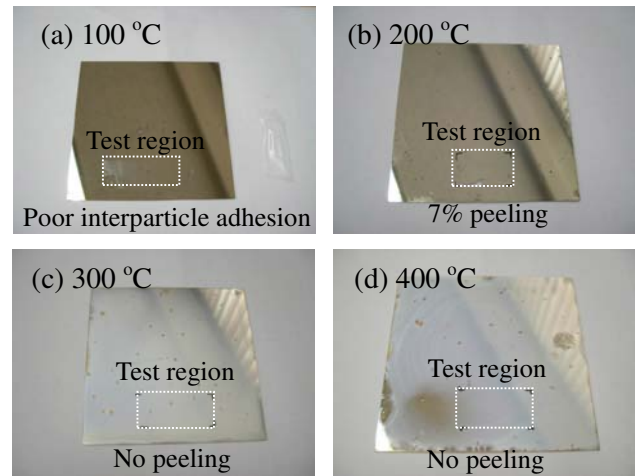 (a) 100 °C
Test region
Poor interparticle adhesion
(b) 200 °C
Test region
7% peeling
(c) 300 °C
Test region
No peeling
(d) 400 °C
Test region
No peeling